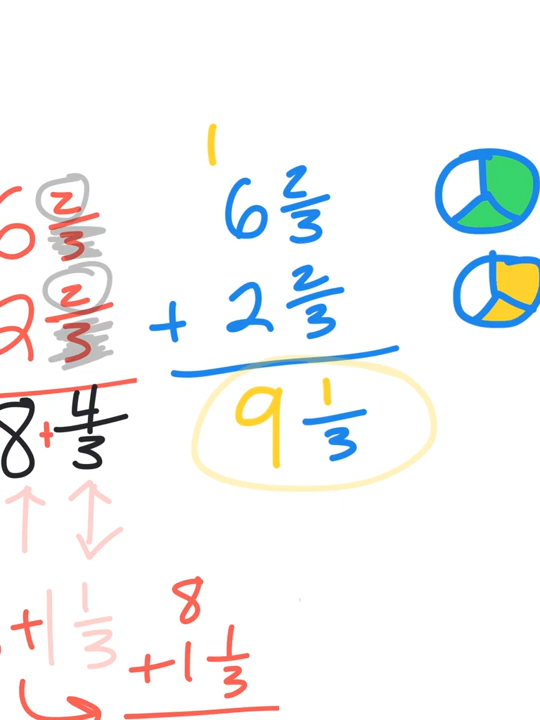 1
6 2/3
6 2/3
2 2/3
+ 2 2/3
8 + 4/3
9 1/3
+ 1 1/3
8
+ 1 1/3